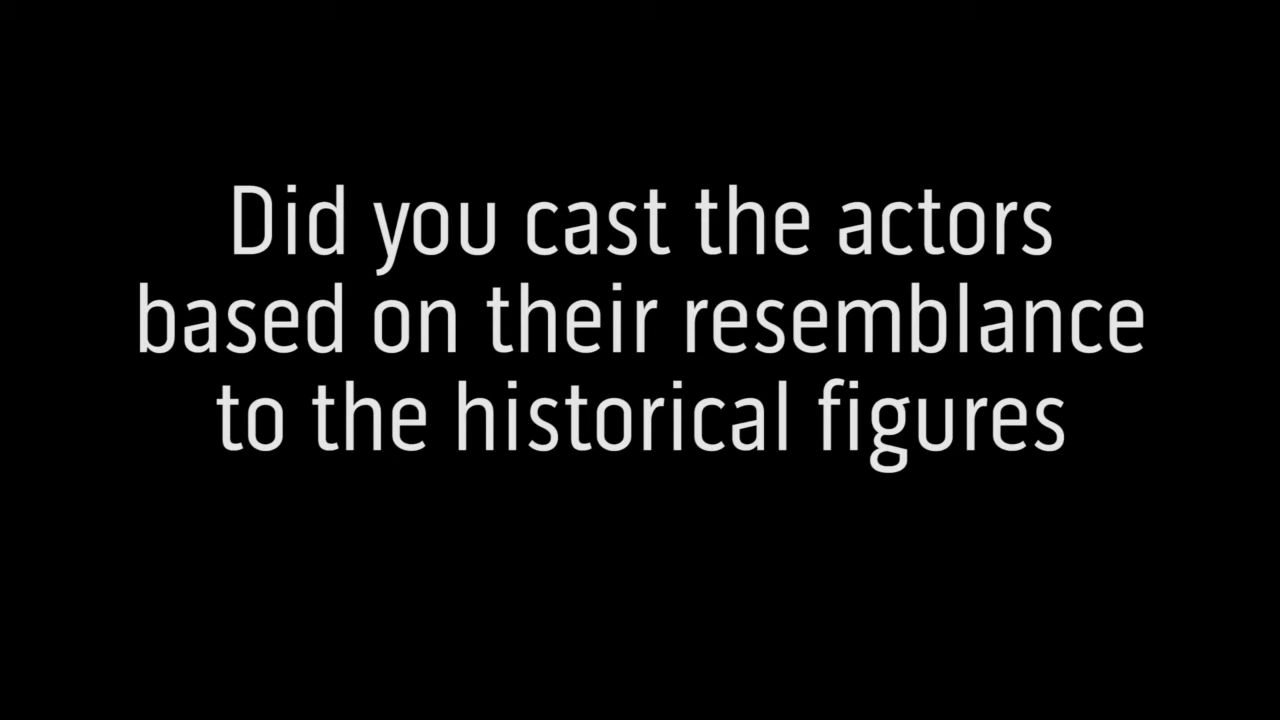 Did you cast the actors
based on their resemblance
to the historical figures